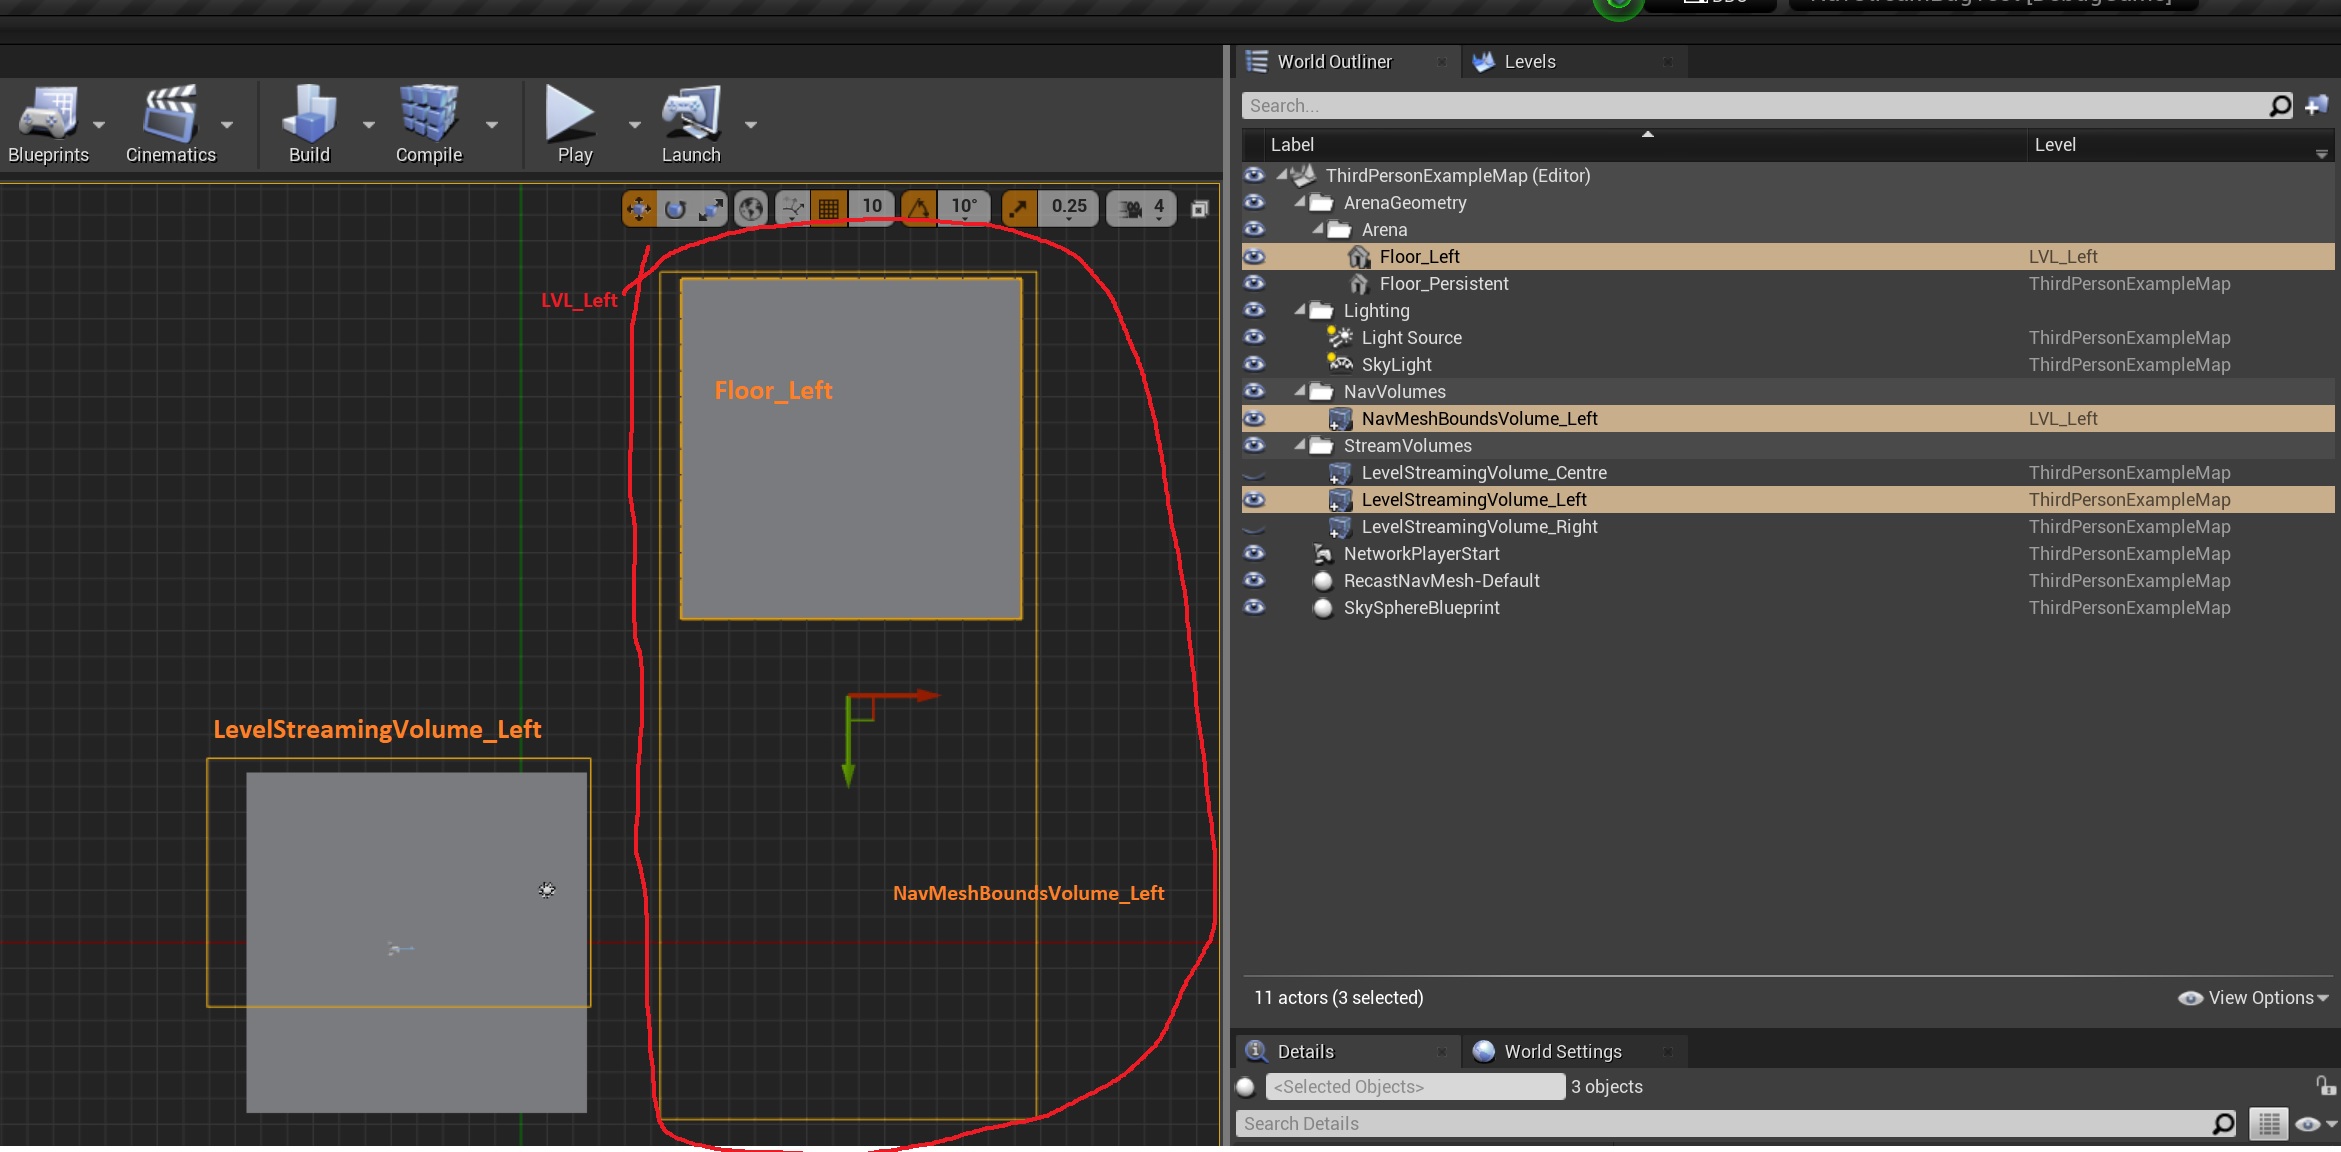 World Outliner
Levels
Search...
Blueprints
Cinematics
Build
Compile
Play
Launch
Label
Level
ThirdPersonExampleMap (Editor)
ArenaGeometry
Arena
Floor_Left LVL_Left
Floor_Persistent ThirdPersonExampleMap
Lighting
Light Source ThirdPersonExampleMap
SkyLight ThirdPersonExampleMap
NavVolumes
NavMeshBoundsVolume_Left LVL_Left
StreamVolumes
LevelStreamingVolume_Centre ThirdPersonExampleMap
LevelStreamingVolume_Left ThirdPersonExampleMap
LevelStreamingVolume_Right ThirdPersonExampleMap
NetworkPlayerStart ThirdPersonExampleMap
RecastNavMesh-Default ThirdPersonExampleMap
SkySphereBlueprint ThirdPersonExampleMap
10
10°
0.25
4
LVL_Left
Floor_Left
LevelStreamingVolume_Left
NavMeshBoundsVolume_Left
11 actors (3 selected)
View Options
Details
World Settings
<Selected Objects>
3 objects
Search Details